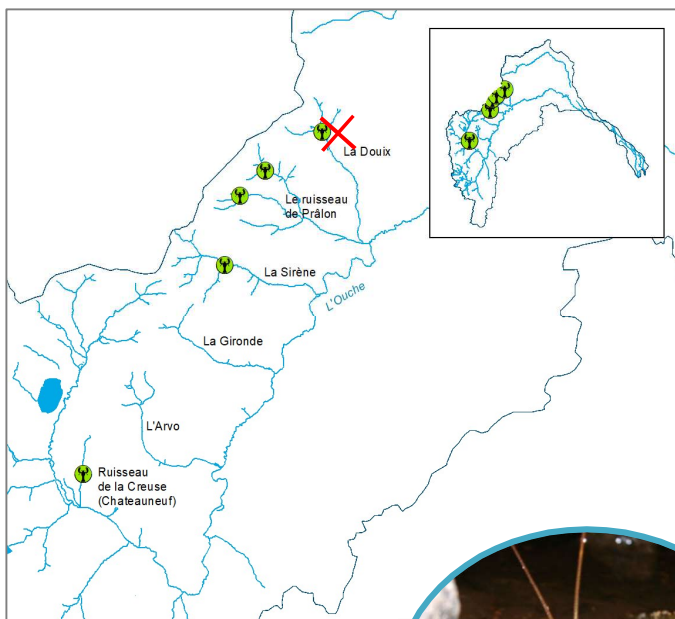 La Douix
Le ruisseau
de Prâlon
La Sirène
L'Ouche
La Gironde
L'Arvo
Ruisseau
de la Creuse
(Chateauneuf)